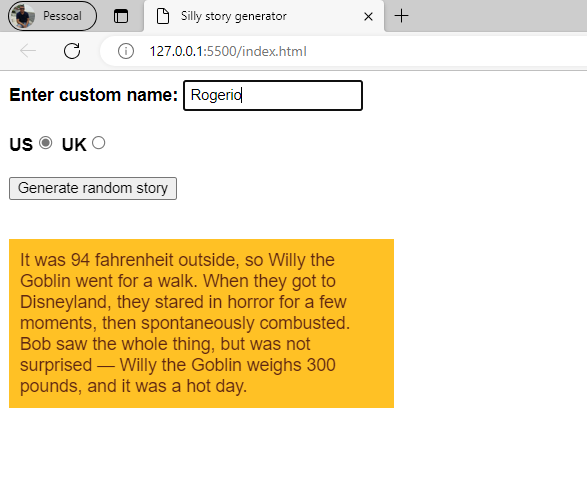 Pessoal
Silly story generator
127.0.0.1:5500/index.html
Enter custom name: Rogerio
US UK
Generate random story
It was 94 fahrenheit outside, so Willy the
Goblin went for a walk. When they got to
Disneyland, they stared in horror for a few
moments, then spontaneously combusted.
Bob saw the whole thing, but was not
surprised — Willy the Goblin weighs 300
pounds, and it was a hot day.